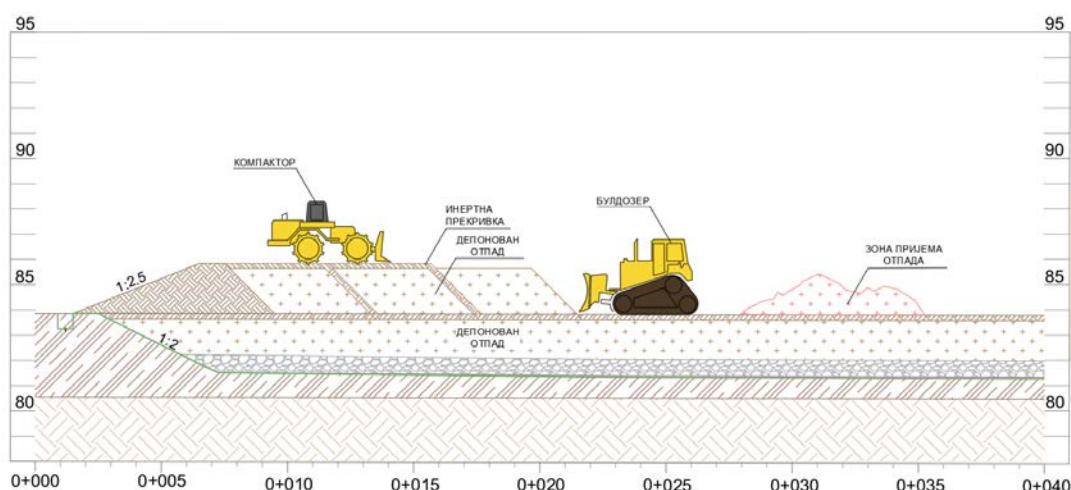 95
95
90
90
КОМПАКТОР
ИНЕРТНА
ПРЕКРИВКА
ДЕПОНОВАН
ОТПАД
БУЛДОЗЕР
ЗОНА ПРИЈЕМА
ОТПАДА
85
85
1:2.5
1:2
ДЕПОНОВАН
ОТПАД
80
80
0+000
0+005
0+010
0+015
0+020
0+025
0+030
0+035
0+040